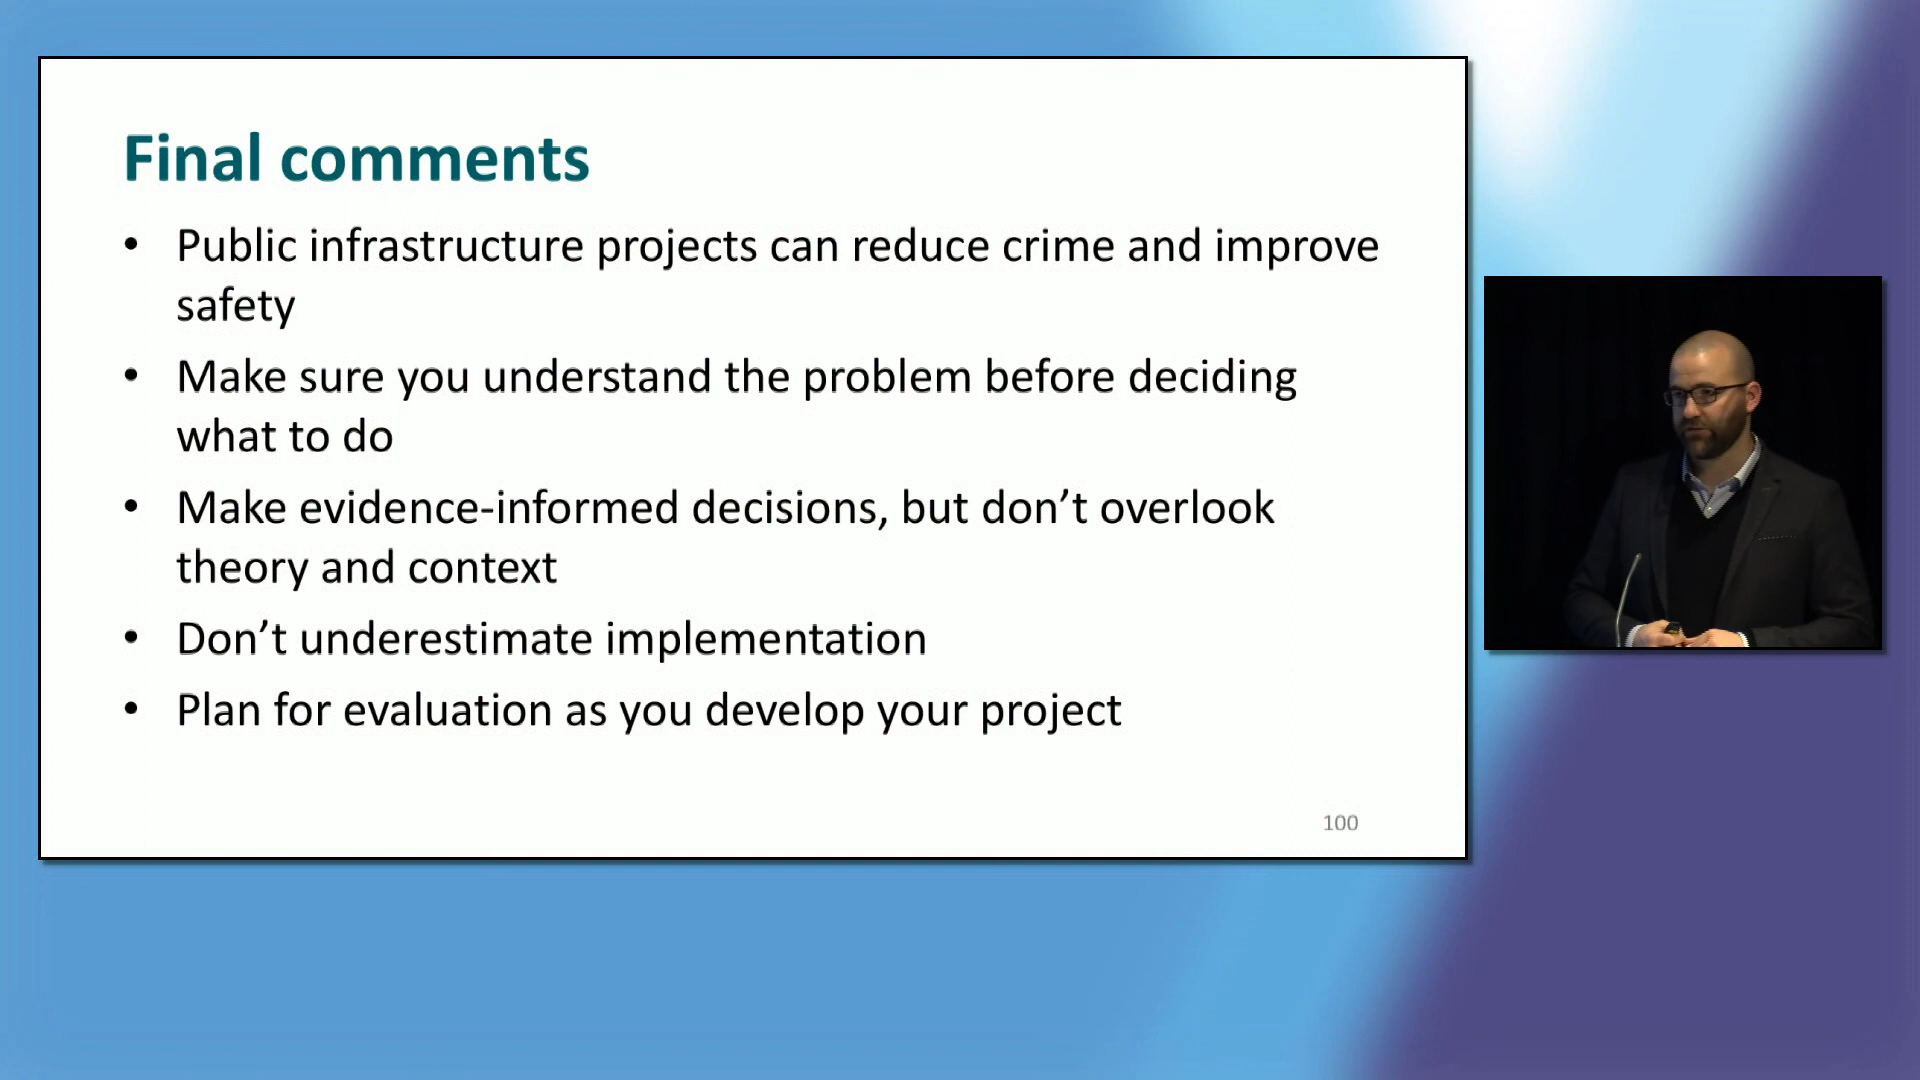 Final comments
• Public infrastructure projects can reduce crime and improve
safety
• Make sure you understand the problem before deciding
what to do
• Make evidence-informed decisions, but don’t overlook
theory and context
• Don’t underestimate implementation
• Plan for evaluation as you develop your project
100